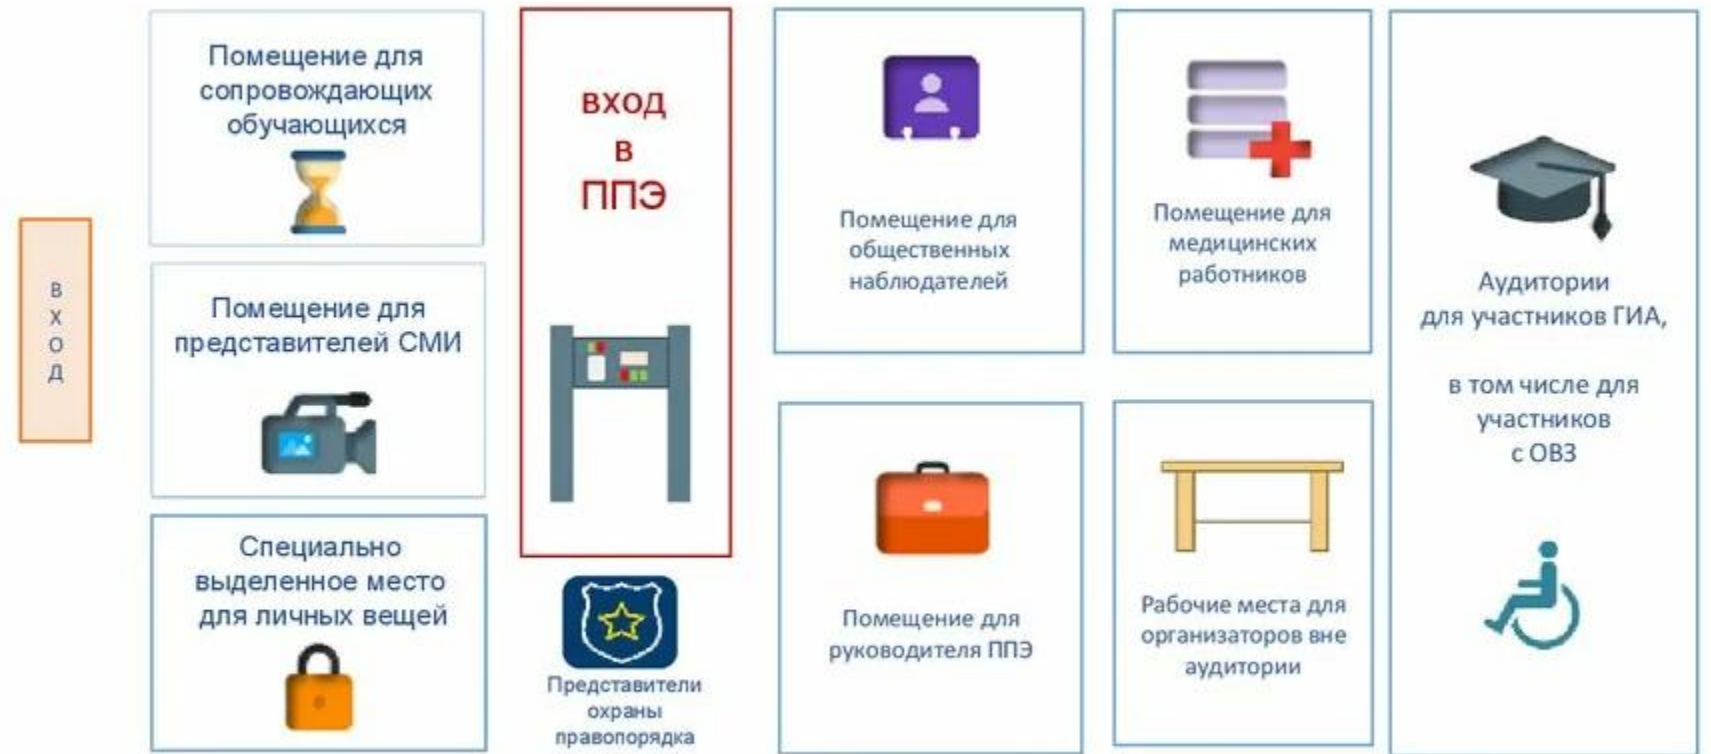 В
Х
О
Д
Помещение для
сопровождающих
обучающихся
Помещение для
представителей СМИ
Специально
выделенное место
для личных вещей
ВХОД
В
ППЭ
Представители
охраны
правопорядка
Помещение для
общественных
наблюдателей
Помещение для
руководителя ППЭ
Помещение для
медицинских
работников
Рабочие места для
организаторов вне
аудитории
Аудитории
для участников ГИА,
в том числе для
участников
с ОВЗ